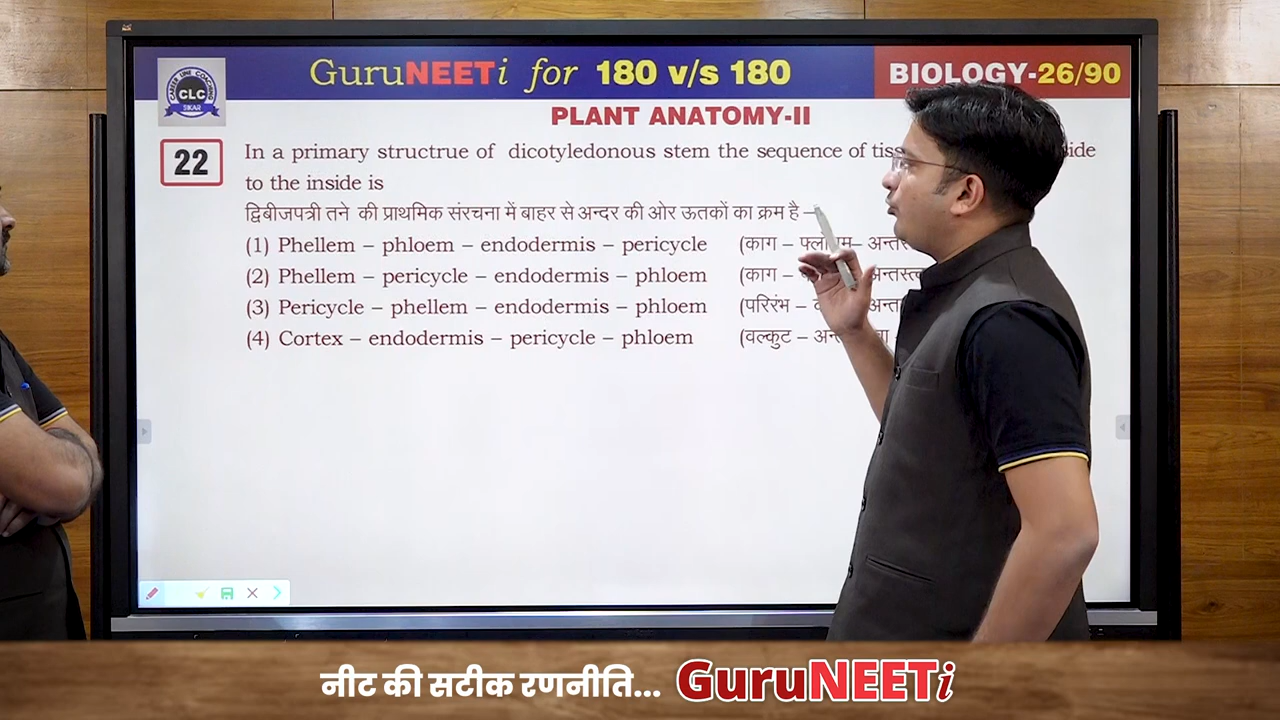 GuruNEETi for 180 v/s 180
BIOLOGY-26/90
CLC
SIKAR
PLANT ANATOMY-II
22
In a primary structrue of dicotyledonous stem the sequence of
to the inside is
द्विबीजपत्री तने की प्राथमिक संरचना में बाहर से अन्दर की ओर ऊतकों का क्रम है –
(1) Phellem – phloem – endodermis – pericycle (काग –
(2) Phellem – pericycle – endodermis – phloem (काग –
(3) Pericycle – phellem – endodermis – phloem (परिरंभ –
(4) Cortex – endodermis – pericycle – phloem (वल्कुट –
नीट की सटीक रणनीति... GuruNEETi